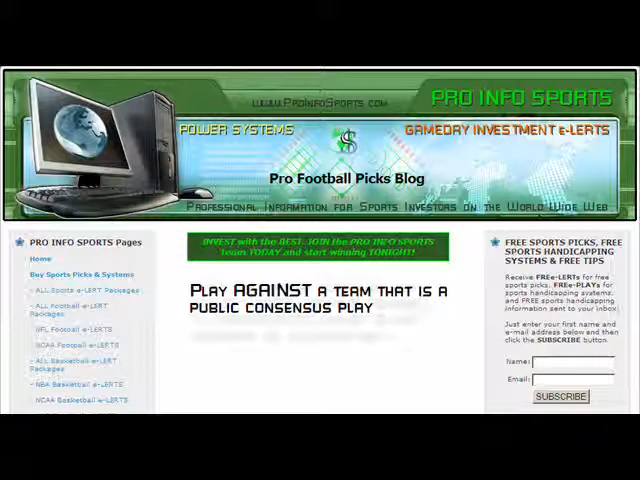 www.ProInfoSports.com
PRO INFO SPORTS
POWER SYSTEMS
GAMEDAY INVESTMENT e-LERTS
Pro Football Picks Blog
Professional Information for Sports Investors on the World Wide Web
PRO INFO SPORTS Pages
Home
Buy Sports Picks & Systems
- ALL Sports e-LERT Packages
- ALL Football e-LERT
Packages
- NFL Football e-LERTS
- NCAA Football e-LERTS
- ALL Basketball e-LERT
Packages
- NBA Basketball e-LERTS
- NCAA Basketball e-LERTS
INVEST with the BEST. JOIN the PRO INFO SPORTS
Team TODAY and start winning TONIGHT!
Play AGAINST a team that is a
public consensus play
FREE SPORTS PICKS, FREE
SPORTS HANDICAPPING
SYSTEMS & FREE TIPS
Receive FREe-LERTs for free
sports picks, FREe-PLAYs for
sports handicapping systems,
and FREE sports handicapping
information sent to your inbox!
Just enter your first name and
e-mail address below and then
click the SUBSCRIBE button.
Name:
Email:
SUBSCRIBE